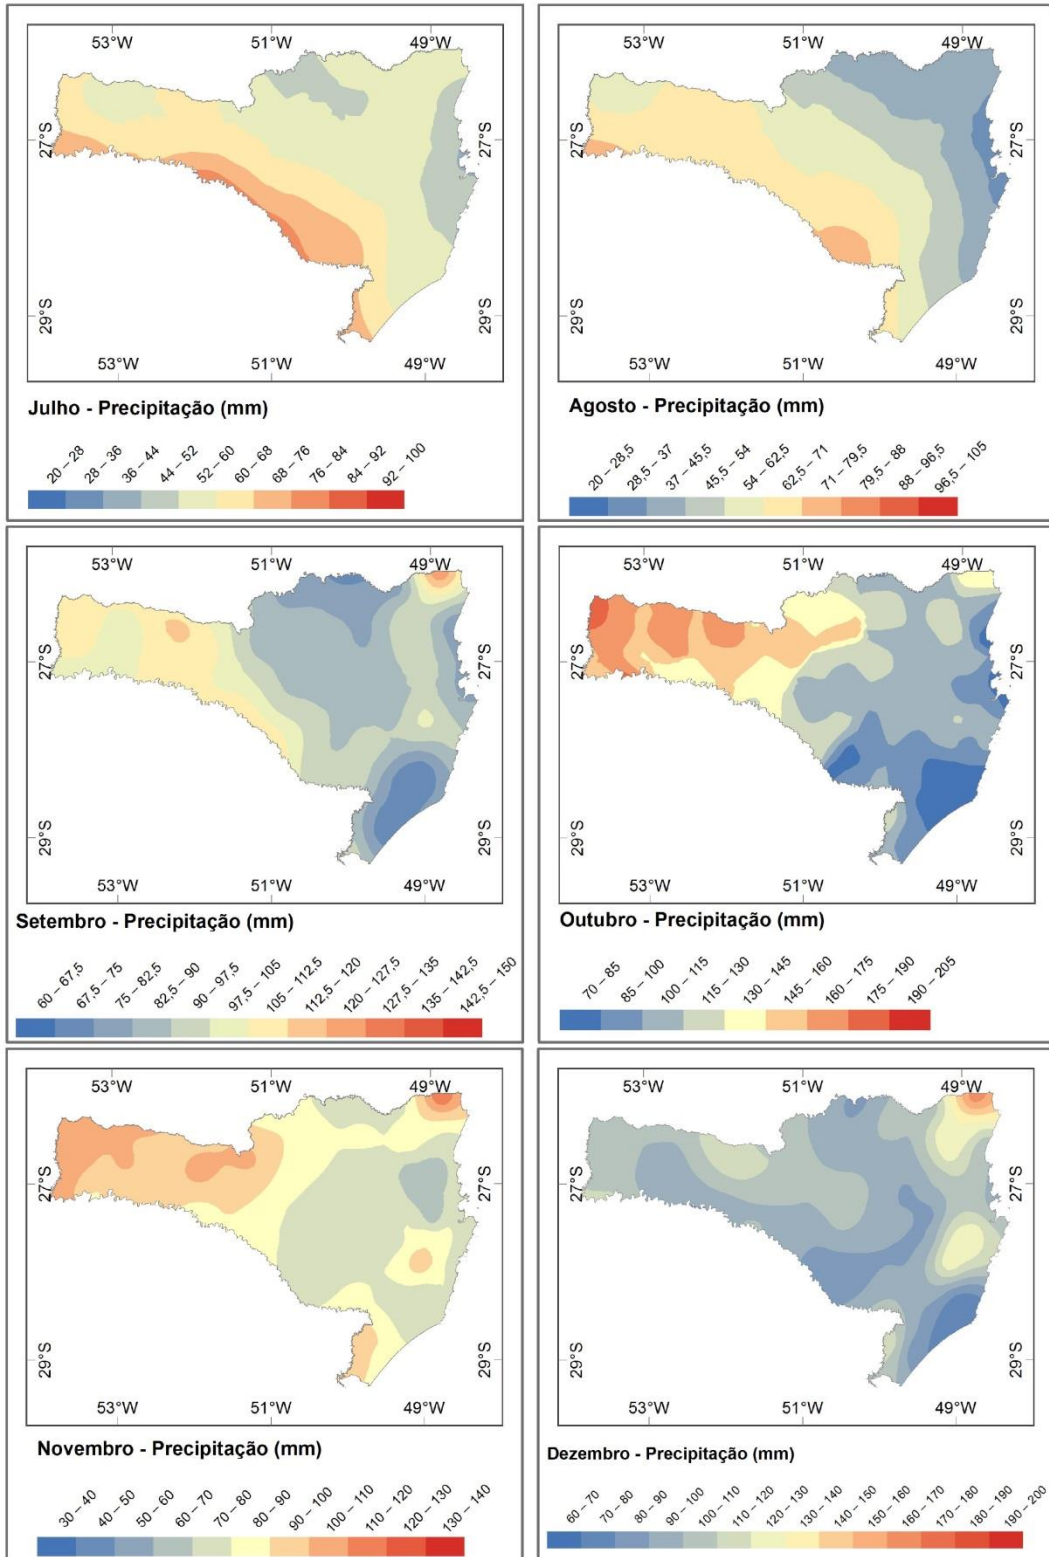 53°W 51°W 49°W
27°S 27°S
29°S 29°S
53°W 51°W 49°W
Julho - Precipitação (mm)
20 – 28 28 – 36 36 – 44 44 – 52 52 – 60 60 – 68 68 – 76 76 – 84 84 – 92 92 – 100
53°W 51°W 49°W
27°S 27°S
29°S 29°S
53°W 51°W 49°W
Agosto - Precipitação (mm)
20 – 28,5 28,5 – 37 37 – 45,5 45,5 – 54 54 – 62,5 62,5 – 71 71 – 79,5 79,5 – 88 88 – 96,5 96,5 – 105
53°W 51°W 49°W
27°S 27°S
29°S 29°S
53°W 51°W 49°W
Setembro - Precipitação (mm)
60 – 67,5 67,5 – 75 75 – 82,5 82,5 – 90 90 – 97,5 97,5 – 105 105 – 112,5 112,5 – 120 120 – 127,5 127,5 – 135 135 – 142,5 142,5 – 150
53°W 51°W 49°W
27°S 27°S
29°S 29°S
53°W 51°W 49°W
Outubro - Precipitação (mm)
70 – 85 85 – 100 100 – 115 115 – 130 130 – 145 145 – 160 160 – 175 175 – 190 190 – 205
53°W 51°W 49°W
27°S 27°S
29°S 29°S
53°W 51°W 49°W
Novembro - Precipitação (mm)
30 – 40 40 – 50 50 – 60 60 – 70 70 – 80 80 – 90 90 – 100 100 – 110 110 – 120 120 – 130 130 – 140
53°W 51°W 49°W
27°S 27°S
29°S 29°S
53°W 51°W 49°W
Dezembro - Precipitação (mm)
60 – 70 70 – 80 80 – 90 90 – 100 100 – 110 110 – 120 120 – 130 130 – 140 140 – 150 150 – 160 160 – 170 170 – 180 180 – 190 190 – 200